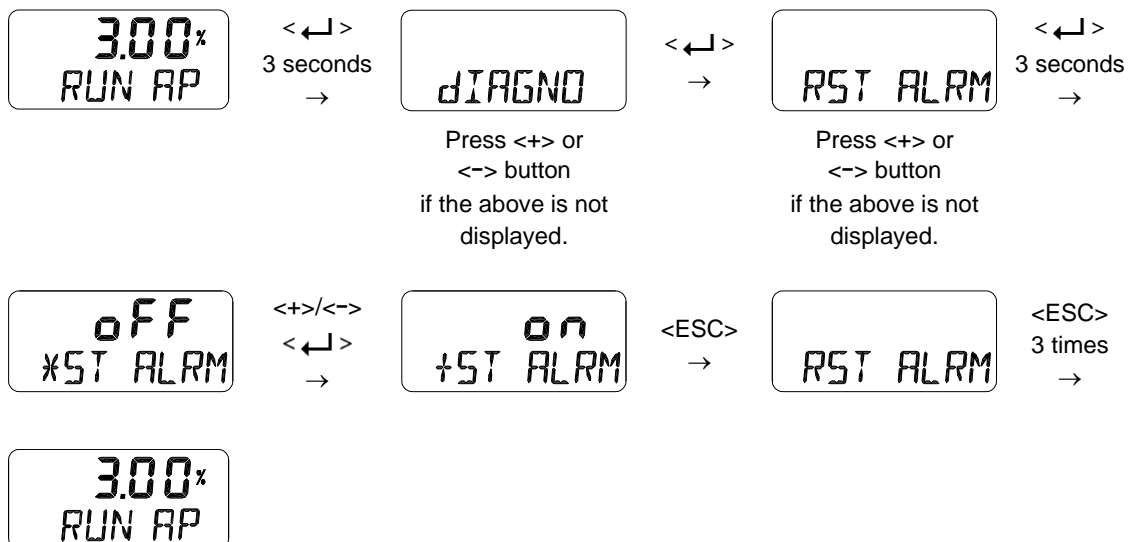 3.00%
RUN AP
<↵>
3 seconds
→
dIAGNO
Press <+> or
<-> button
if the above is not
displayed.
<↵>
→
RST ALRM
Press <+> or
<-> button
if the above is not
displayed.
<↵>
3 seconds
→
oFF
*ST ALRM
<+>/<->
<↵>
→
on
+ST ALRM
<ESC>
→
RST ALRM
<ESC>
3 times
→
3.00%
RUN AP